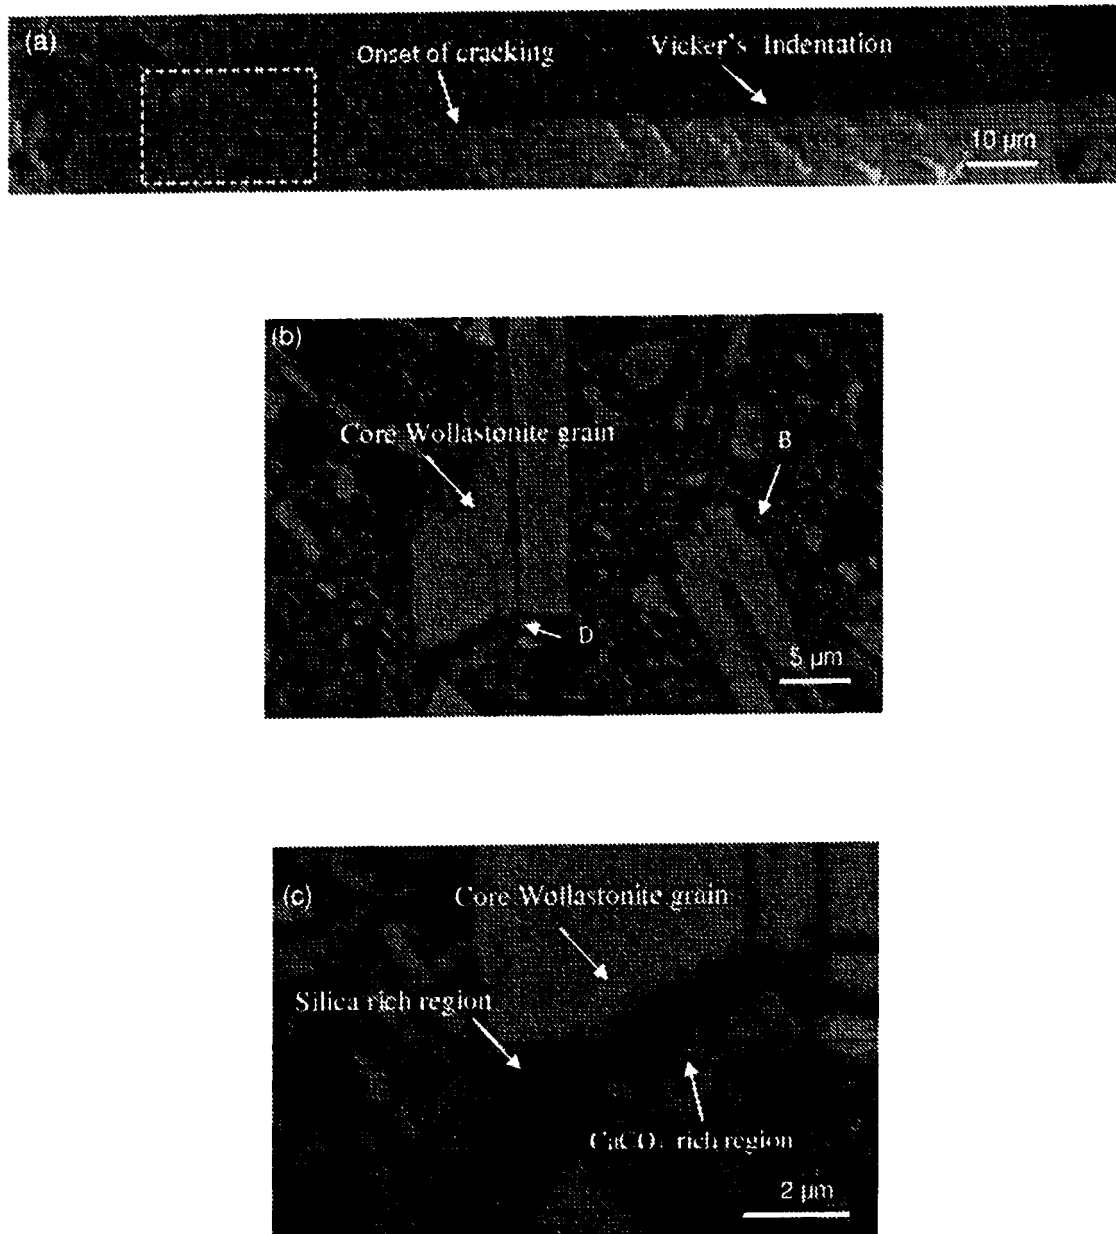 (a)
Onset of cracking
Vicker's Indentation
10 µm
(b)
Core Wollastonite grain
B
D
5 µm
(c)
Core Wollastonite grain
Silica rich region
CaCO₃ rich region
2 µm